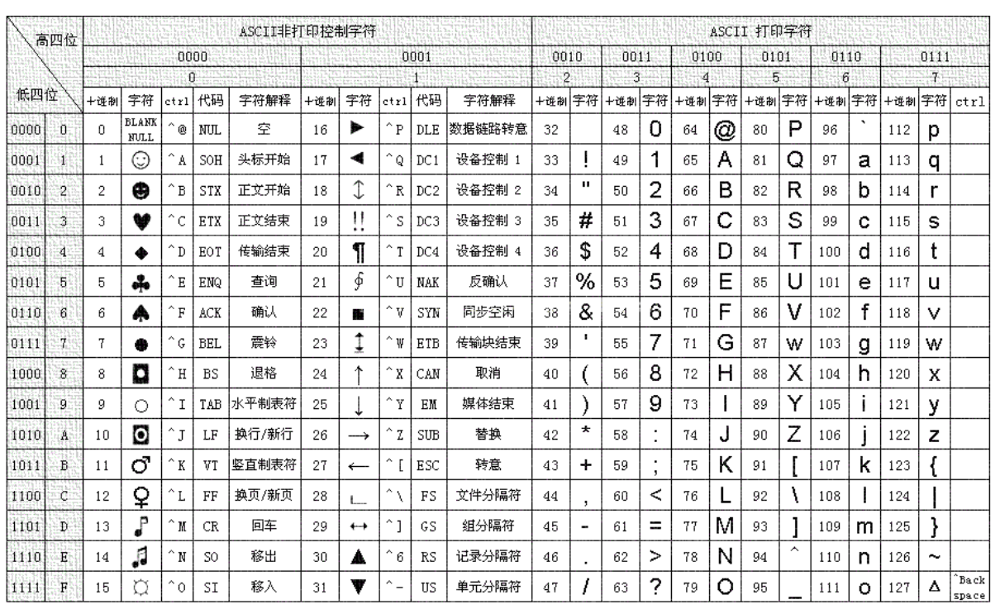 高四位 ASCII非打印控制字符 ASCII 打印字符
0000 0001 0010 0011 0100 0101 0110 0111
0 1 2 3 4 5 6 7
低四位 十进制 字符 ctrl 代码 字符解释 十进制 字符 ctrl 代码 字符解释 十进制 字符 十进制 字符 十进制 字符 十进制 字符 十进制 字符 十进制 字符 ctrl
0000 0 0 BLANK NULL ^@ NUL 空 16 ► ^P DLE 数据链路转意 32 48 0 64 @ 80 P 96 ` 112 p
0001 1 1 ☺ ^A SOH 头标开始 17 ◄ ^Q DC1 设备控制 1 33 ! 49 1 65 A 81 Q 97 a 113 q
0010 2 2 ☻ ^B STX 正文开始 18 ↕ ^R DC2 设备控制 2 34 " 50 2 66 B 82 R 98 b 114 r
0011 3 3 ♥ ^C ETX 正文结束 19 !! ^S DC3 设备控制 3 35 # 51 3 67 C 83 S 99 c 115 s
0100 4 4 ♦ ^D EOT 传输结束 20 ¶ ^T DC4 设备控制 4 36 $ 52 4 68 D 84 T 100 d 116 t
0101 5 5 ♣ ^E ENQ 查询 21 ∮ ^U NAK 反确认 37 % 53 5 69 E 85 U 101 e 117 u
0110 6 6 ♠ ^F ACK 确认 22 ■ ^V SYN 同步空闲 38 & 54 6 70 F 86 V 102 f 118 v
0111 7 7 ● ^G BEL 震铃 23 ↨ ^W ETB 传输块结束 39 ' 55 7 71 G 87 w 103 g 119 w
1000 8 8 ◘ ^H BS 退格 24 ↑ ^X CAN 取消 40 ( 56 8 72 H 88 X 104 h 120 x
1001 9 9 ○ ^I TAB 水平制表符 25 ↓ ^Y EM 媒体结束 41 ) 57 9 73 I 89 Y 105 i 121 y
1010 A 10 ◙ ^J LF 换行/新行 26 → ^Z SUB 替换 42 * 58 : 74 J 90 Z 106 j 122 z
1011 B 11 ♂ ^K VT 竖直制表符 27 ← ^[ ESC 转意 43 + 59 ; 75 K 91 [ 107 k 123 {
1100 C 12 ♀ ^L FF 换页/新页 28 ∟ ^\ FS 文件分隔符 44 , 60 < 76 L 92 \ 108 l 124 |
1101 D 13 ♪ ^M CR 回车 29 ↔ ^] GS 组分隔符 45 - 61 = 77 M 93 ] 109 m 125 }
1110 E 14 ♫ ^N SO 移出 30 ▲ ^6 RS 记录分隔符 46 . 62 > 78 N 94 ^ 110 n 126 ~
1111 F 15 ☼ ^O SI 移入 31 ▼ ^- US 单元分隔符 47 / 63 ? 79 O 95 _ 111 o 127 Δ ^Back space